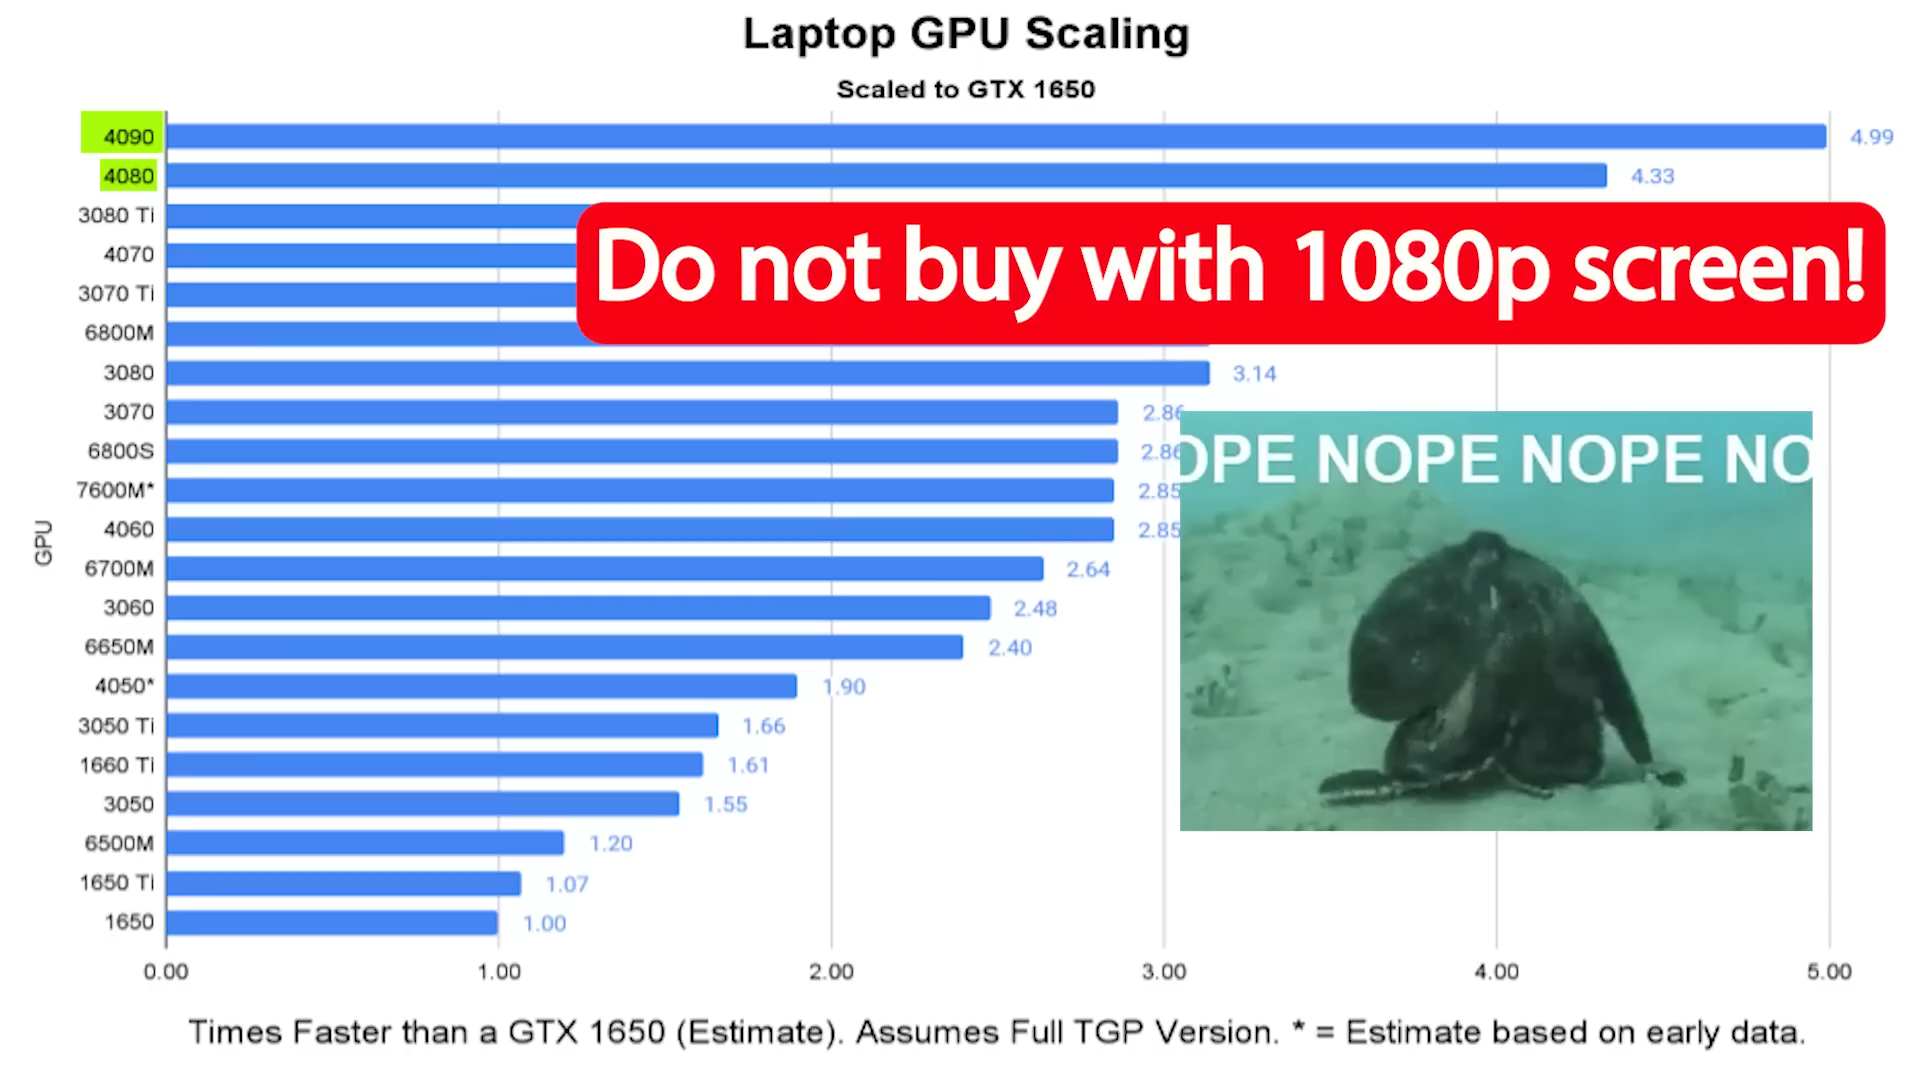 Laptop GPU Scaling
Scaled to GTX 1650
4090 4.99
4080 4.33
3080 Ti
4070
3070 Ti
6800M
Do not buy with 1080p screen!
3080 3.14
3070 2.86
6800S 2.86
7600M* 2.85
4060 2.85
OPE NOPE NOPE NO
6700M 2.64
3060 2.48
6650M 2.40
4050* 1.90
3050 Ti 1.66
1660 Ti 1.61
3050 1.55
6500M 1.20
1650 Ti 1.07
1650 1.00
GPU
0.00 1.00 2.00 3.00 4.00 5.00
Times Faster than a GTX 1650 (Estimate). Assumes Full TGP Version. * = Estimate based on early data.